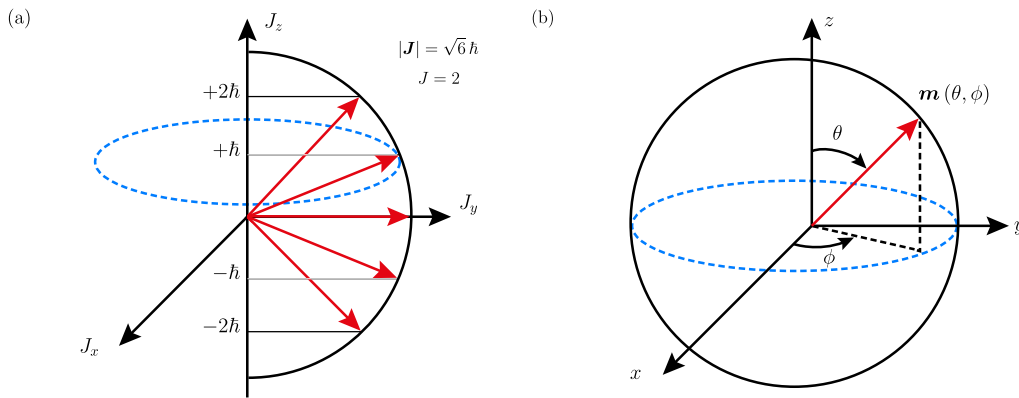 (a)
J_z
|J| = √6 ħ
J = 2
+2ħ
+ħ
J_y
−ħ
−2ħ
J_x
(b)
z
m (θ, ϕ)
θ
y
ϕ
x